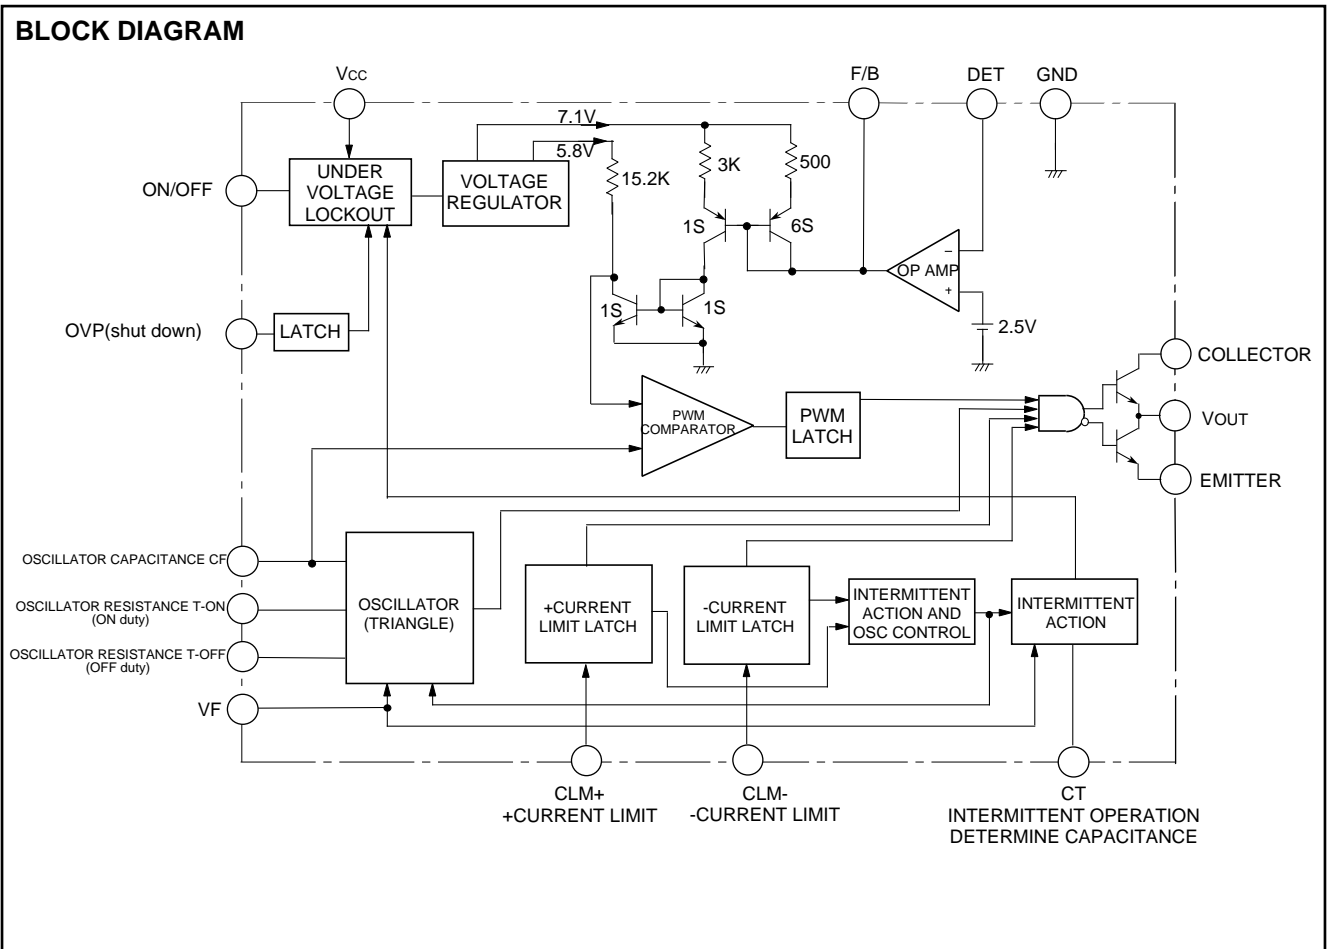 BLOCK DIAGRAM
VCC
F/B
DET
GND
7.1V
5.8V
ON/OFF
UNDER
VOLTAGE
LOCKOUT
VOLTAGE
REGULATOR
15.2K
3K
500
1S
6S
OP AMP
–
+
1S
1S
2.5V
OVP(shut down)
LATCH
COLLECTOR
PWM
COMPARATOR
PWM
LATCH
VOUT
EMITTER
OSCILLATOR CAPACITANCE CF
OSCILLATOR RESISTANCE T-ON
(ON duty)
OSCILLATOR RESISTANCE T-OFF
(OFF duty)
OSCILLATOR
(TRIANGLE)
+CURRENT
LIMIT LATCH
-CURRENT
LIMIT LATCH
INTERMITTENT
ACTION AND
OSC CONTROL
INTERMITTENT
ACTION
VF
CLM+
+CURRENT LIMIT
CLM-
-CURRENT LIMIT
CT
INTERMITTENT OPERATION
DETERMINE CAPACITANCE